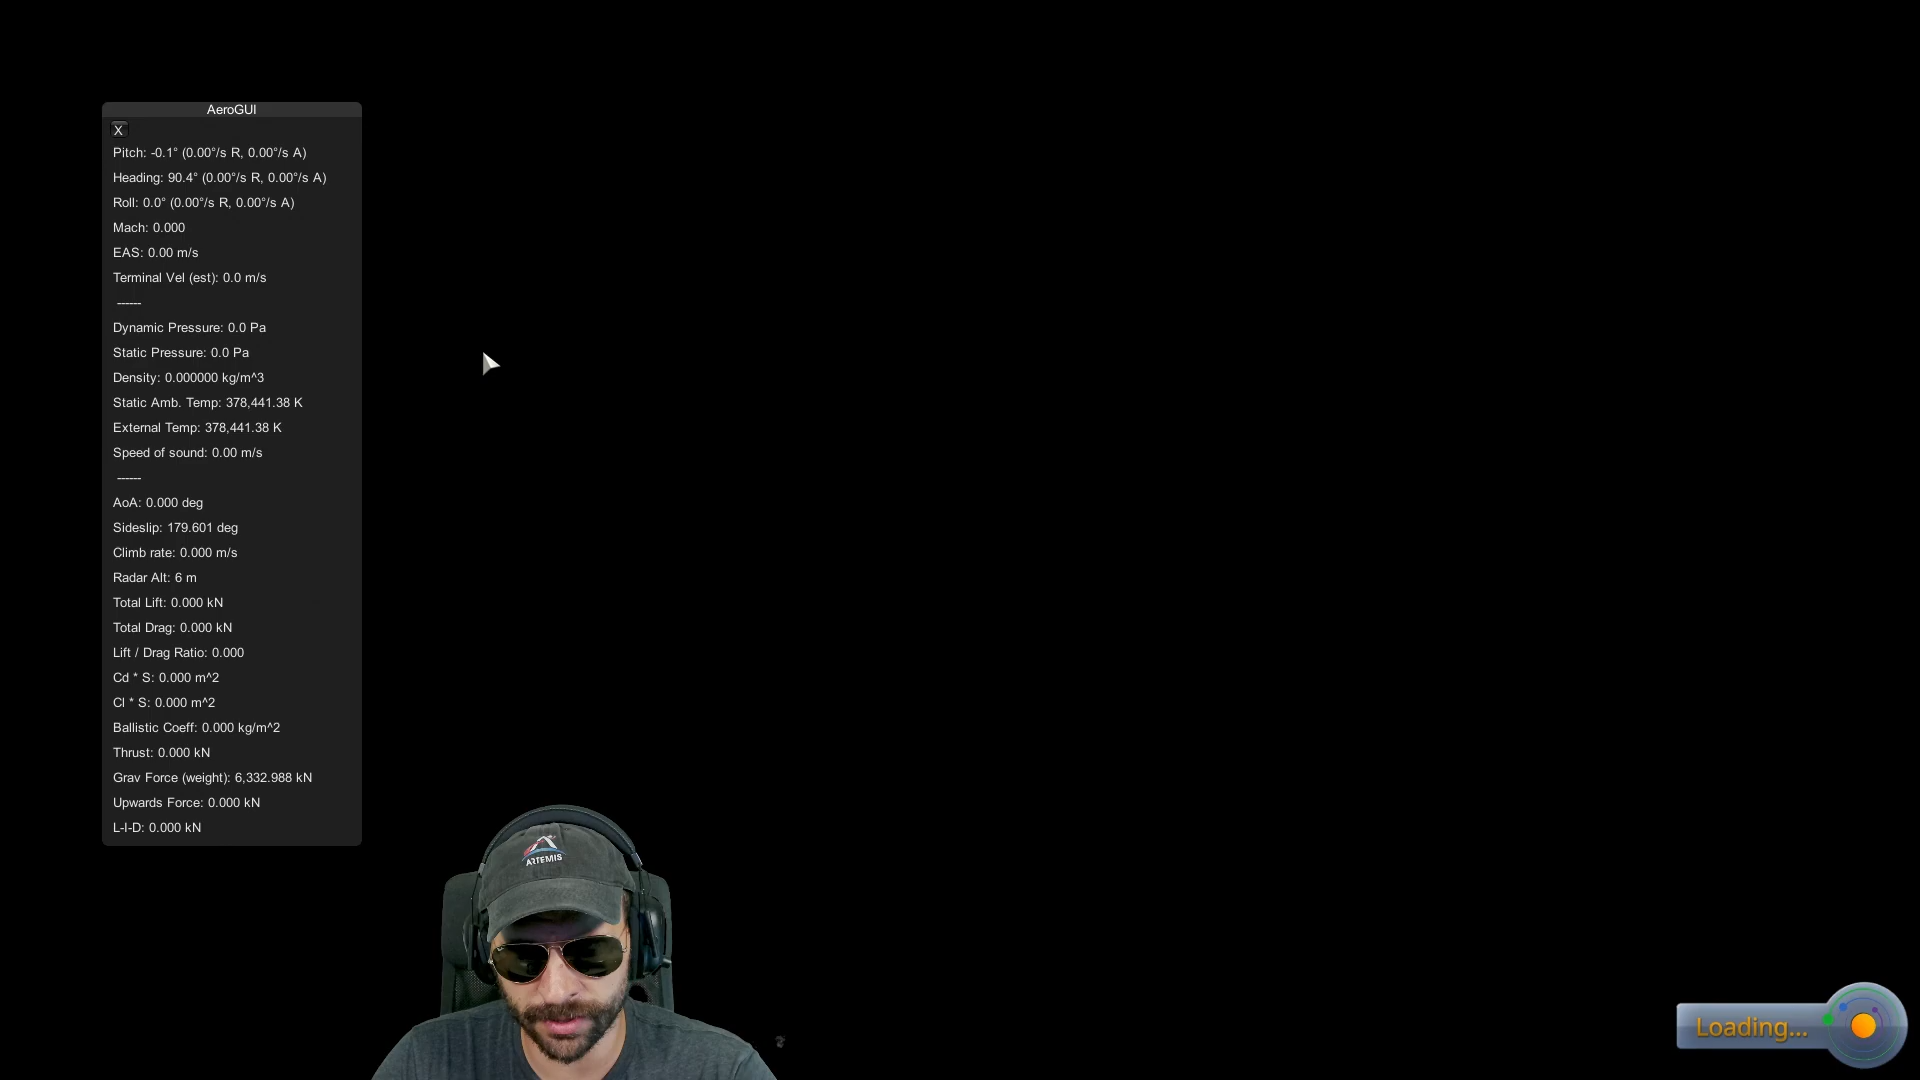 AeroGUI
X
Pitch: -0.1° (0.00°/s R, 0.00°/s A)
Heading: 90.4° (0.00°/s R, 0.00°/s A)
Roll: 0.0° (0.00°/s R, 0.00°/s A)
Mach: 0.000
EAS: 0.00 m/s
Terminal Vel (est): 0.0 m/s
------
Dynamic Pressure: 0.0 Pa
Static Pressure: 0.0 Pa
Density: 0.000000 kg/m^3
Static Amb. Temp: 378,441.38 K
External Temp: 378,441.38 K
Speed of sound: 0.00 m/s
------
AoA: 0.000 deg
Sideslip: 179.601 deg
Climb rate: 0.000 m/s
Radar Alt: 6 m
Total Lift: 0.000 kN
Total Drag: 0.000 kN
Lift / Drag Ratio: 0.000
Cd * S: 0.000 m^2
Cl * S: 0.000 m^2
Ballistic Coeff: 0.000 kg/m^2
Thrust: 0.000 kN
Grav Force (weight): 6,332.988 kN
Upwards Force: 0.000 kN
L-I-D: 0.000 kN
ARTEMIS
Loading...